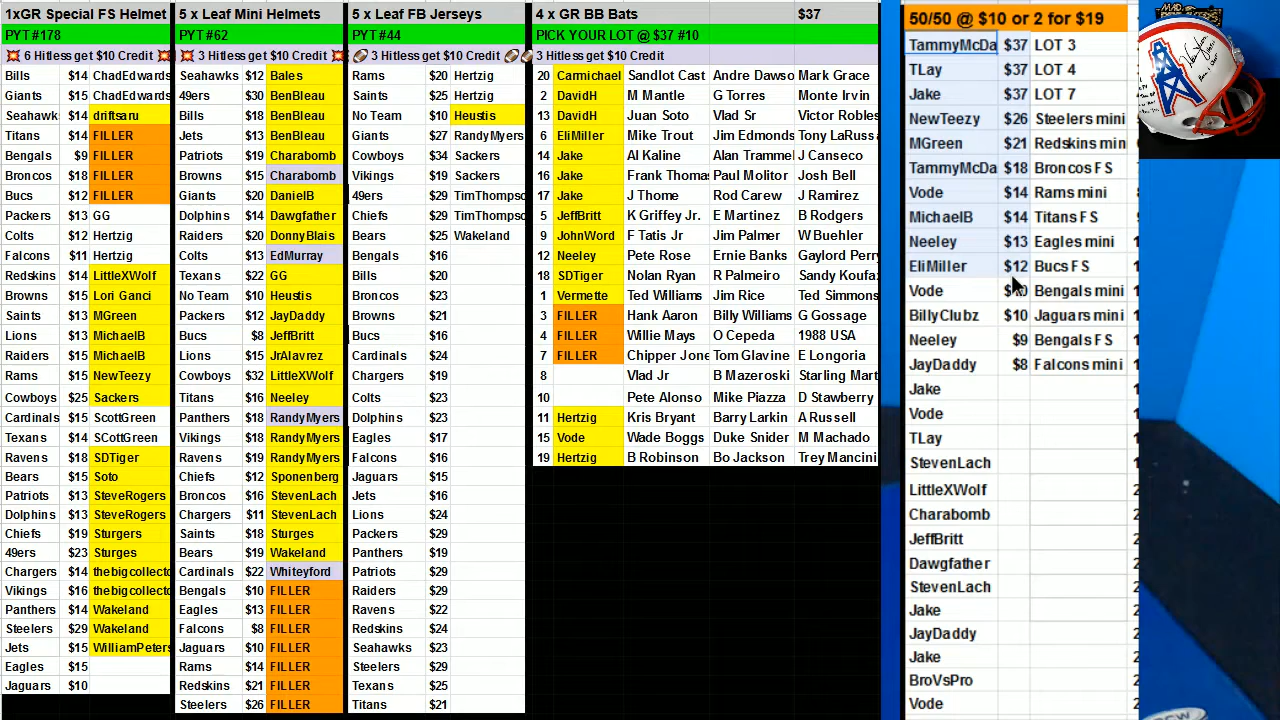 1xGR Special FS Helmet
PYT #178
6 Hitless get $10 Credit
Bills $14 ChadEdwards
Giants $15 ChadEdwards
Seahawk $14 driftsaru
Titans $14 FILLER
Bengals $9 FILLER
Broncos $18 FILLER
Bucs $12 FILLER
Packers $13 GG
Colts $12 Hertzig
Falcons $11 Hertzig
Redskins $14 LittleXWolf
Browns $15 Lori Ganci
Saints $13 MGreen
Lions $13 MichaelB
Raiders $15 MichaelB
Rams $15 NewTeezy
Cowboys $25 Sackers
Cardinals $15 ScottGreen
Texans $14 SCottGreen
Ravens $18 SDTiger
Bears $15 Soto
Patriots $13 SteveRogers
Dolphins $13 SteveRogers
Chiefs $19 Sturgers
49ers $23 Sturges
Chargers $14 thebigcollecto
Vikings $16 thebigcollecto
Panthers $14 Wakeland
Steelers $29 Wakeland
Jets $15 WilliamPeters
Eagles $15
Jaguars $10
5 x Leaf Mini Helmets
PYT #62
3 Hitless get $10 Credit
Seahawks $12 Bales
49ers $30 BenBleau
Bills $18 BenBleau
Jets $13 BenBleau
Patriots $19 Charabomb
Browns $15 Charabomb
Giants $20 DanielB
Dolphins $14 Dawgfather
Raiders $20 DonnyBlais
Colts $13 EdMurray
Texans $22 GG
No Team $10 Heustis
Packers $12 JayDaddy
Bucs $8 JeffBritt
Lions $15 JrAlavrez
Cowboys $32 LittleXWolf
Titans $16 Neeley
Panthers $18 RandyMyers
Vikings $18 RandyMyers
Ravens $19 RandyMyers
Chiefs $12 Sponenberg
Broncos $16 StevenLach
Chargers $11 StevenLach
Saints $18 Sturges
Bears $19 Wakeland
Cardinals $22 Whiteyford
Bengals $10 FILLER
Eagles $13 FILLER
Falcons $8 FILLER
Jaguars $10 FILLER
Rams $14 FILLER
Redskins $21 FILLER
Steelers $26 FILLER
5 x Leaf FB Jerseys
PYT #44
3 Hitless get $10 Credit
Rams $20 Hertzig
Saints $25 Hertzig
No Team $10 Heustis
Giants $27 RandyMyers
Cowboys $34 Sackers
Vikings $19 Sackers
49ers $29 TimThompso
Chiefs $29 TimThompso
Bears $25 Wakeland
Bengals $16
Bills $20
Broncos $23
Browns $21
Bucs $16
Cardinals $24
Chargers $19
Colts $23
Dolphins $23
Eagles $17
Falcons $16
Jaguars $15
Jets $16
Lions $24
Packers $29
Panthers $19
Patriots $29
Raiders $29
Ravens $22
Redskins $24
Seahawks $23
Steelers $29
Texans $25
Titans $21
4 x GR BB Bats $37
PICK YOUR LOT @ $37 #10
3 Hitless get $10 Credit
20 Carmichael Sandlot Cast Andre Dawso Mark Grace
2 DavidH M Mantle G Torres Monte Irvin
13 DavidH Juan Soto Vlad Sr Victor Robles
6 EliMiller Mike Trout Jim Edmonds Tony LaRuss
14 Jake Al Kaline Alan Trammel J Canseco
16 Jake Frank Thomas Paul Molitor Josh Bell
17 Jake J Thome Rod Carew J Ramirez
5 JeffBritt K Griffey Jr. E Martinez B Rodgers
9 JohnWord F Tatis Jr Jim Palmer W Buehler
12 Neeley Pete Rose Ernie Banks Gaylord Perry
18 SDTiger Nolan Ryan R Palmeiro Sandy Koufax
1 Vermette Ted Williams Jim Rice Ted Simmons
3 FILLER Hank Aaron Billy Williams G Gossage
4 FILLER Willie Mays O Cepeda 1988 USA
7 FILLER Chipper Jone Tom Glavine E Longoria
8 Vlad Jr B Mazeroski Starling Mart
10 Pete Alonso Mike Piazza D Stawberry
11 Hertzig Kris Bryant Barry Larkin A Russell
15 Vode Wade Boggs Duke Snider M Machado
19 Hertzig B Robinson Bo Jackson Trey Mancini
50/50 @ $10 or 2 for $19
TammyMcDa $37 LOT 3
TLay $37 LOT 4
Jake $37 LOT 7
NewTeezy $26 Steelers mini
MGreen $21 Redskins min
TammyMcDa $18 Broncos FS
Vode $14 Rams mini
MichaelB $14 Titans FS
Neeley $13 Eagles mini
EliMiller $12 Bucs FS
Vode Bengals mini
BillyClubz $10 Jaguars mini
Neeley $9 Bengals FS
JayDaddy $8 Falcons mini
Jake
Vode
TLay
StevenLach
LittleXWolf
Charabomb
JeffBritt
Dawgfather
StevenLach
Jake
JayDaddy
Jake
BroVsPro
Vode